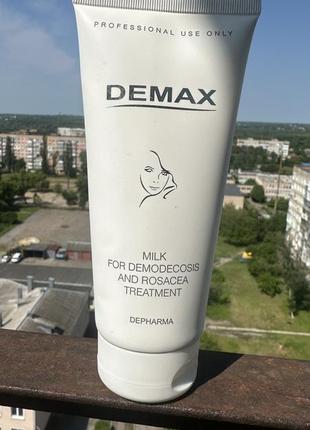 PROFESSIONAL USE ONLY
DEMAX
MILK
FOR DEMODECOSIS
AND ROSACEA
TREATMENT
DEPHARMA